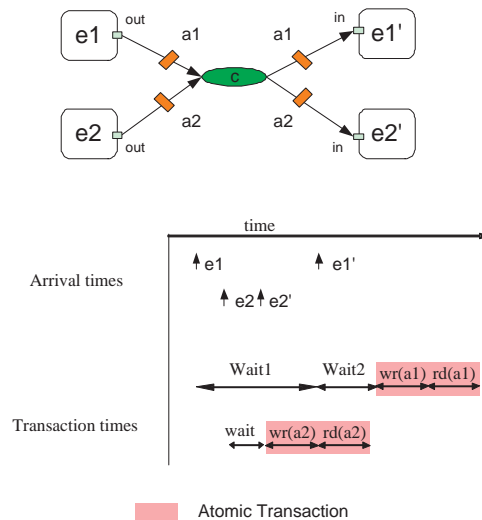 e1
out
a1
a1
in
e1'
c
e2
out
a2
a2
in
e2'
time
Arrival times
e1
e1'
e2
e2'
Wait1
Wait2
wr(a1)
rd(a1)
Transaction times
wait
wr(a2)
rd(a2)
Atomic Transaction